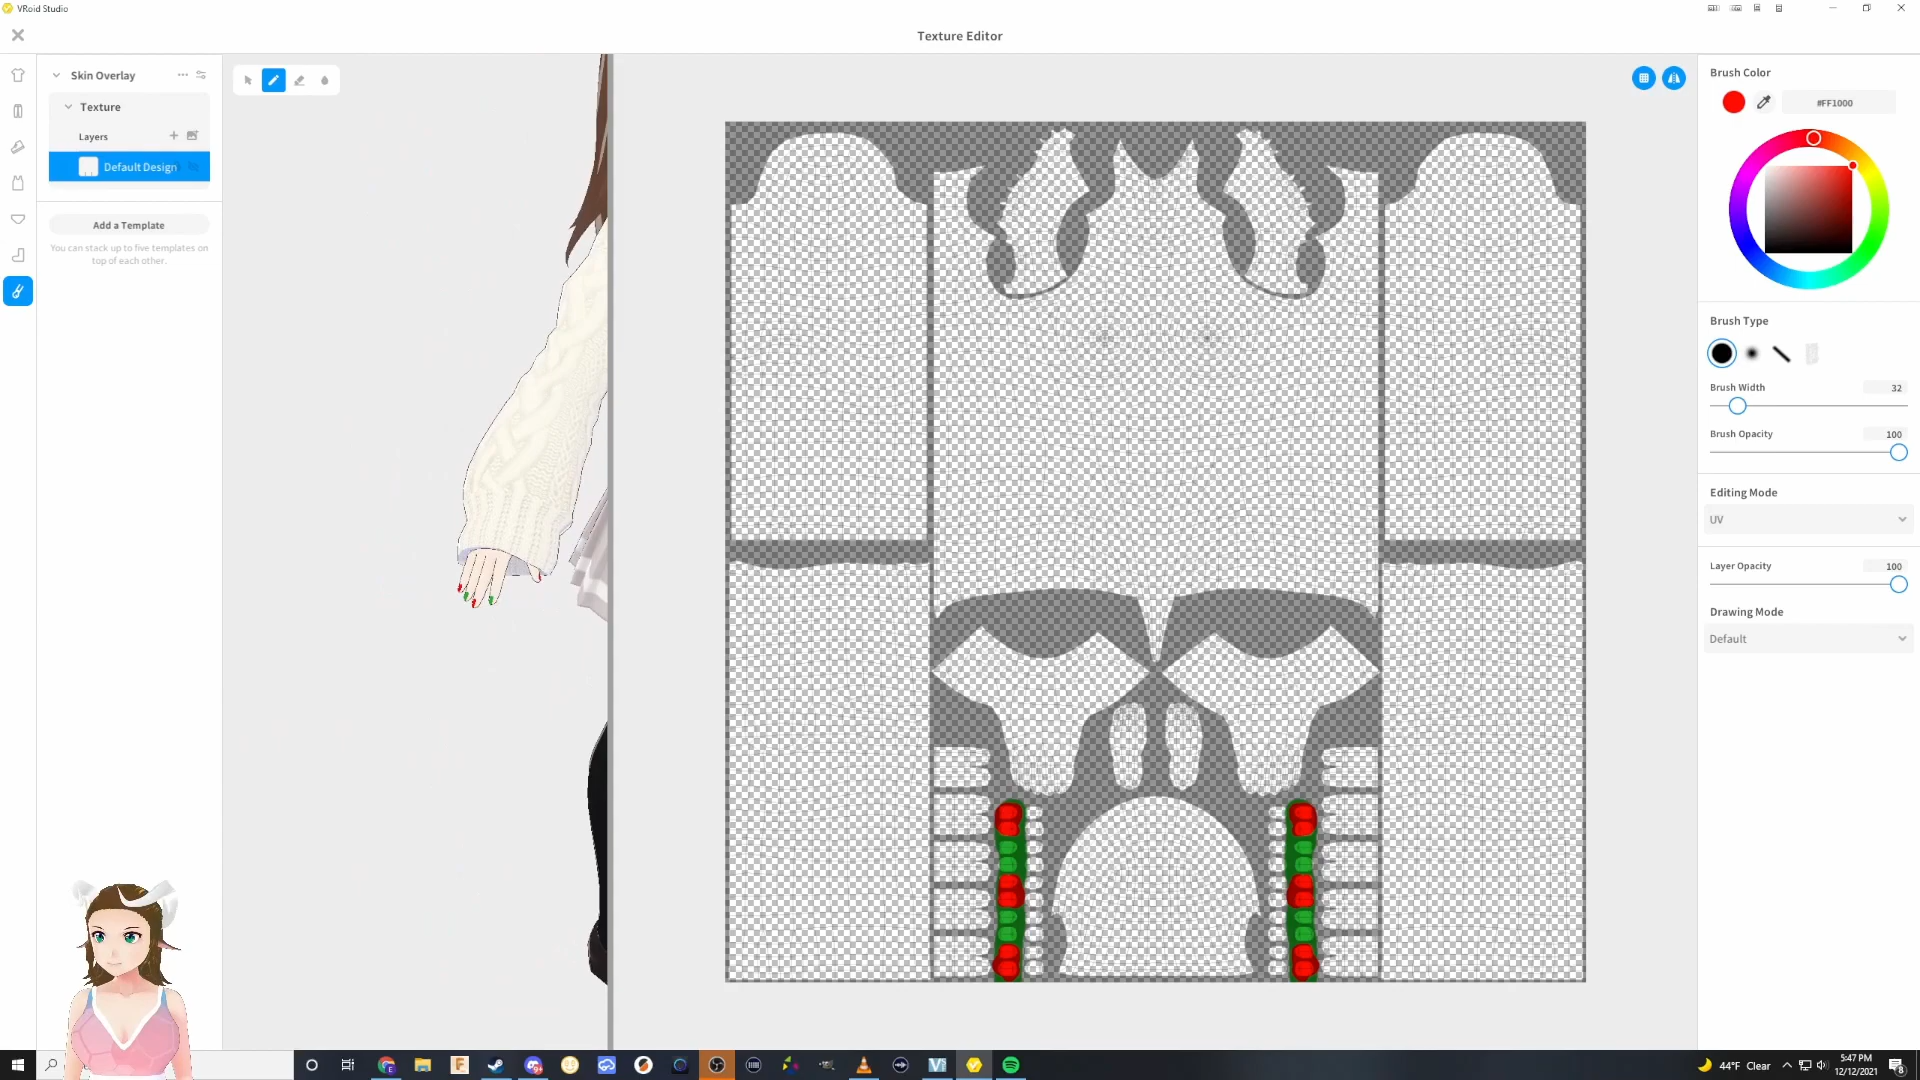 VRoid Studio
Texture Editor
Skin Overlay
Texture
Layers
Default Design
Add a Template
You can stack up to five templates on
top of each other.
Brush Color
#FF1000
Brush Type
Brush Width
32
Brush Opacity
100
Editing Mode
UV
Layer Opacity
100
Drawing Mode
Default
44°F Clear
5:47 PM
12/12/2021